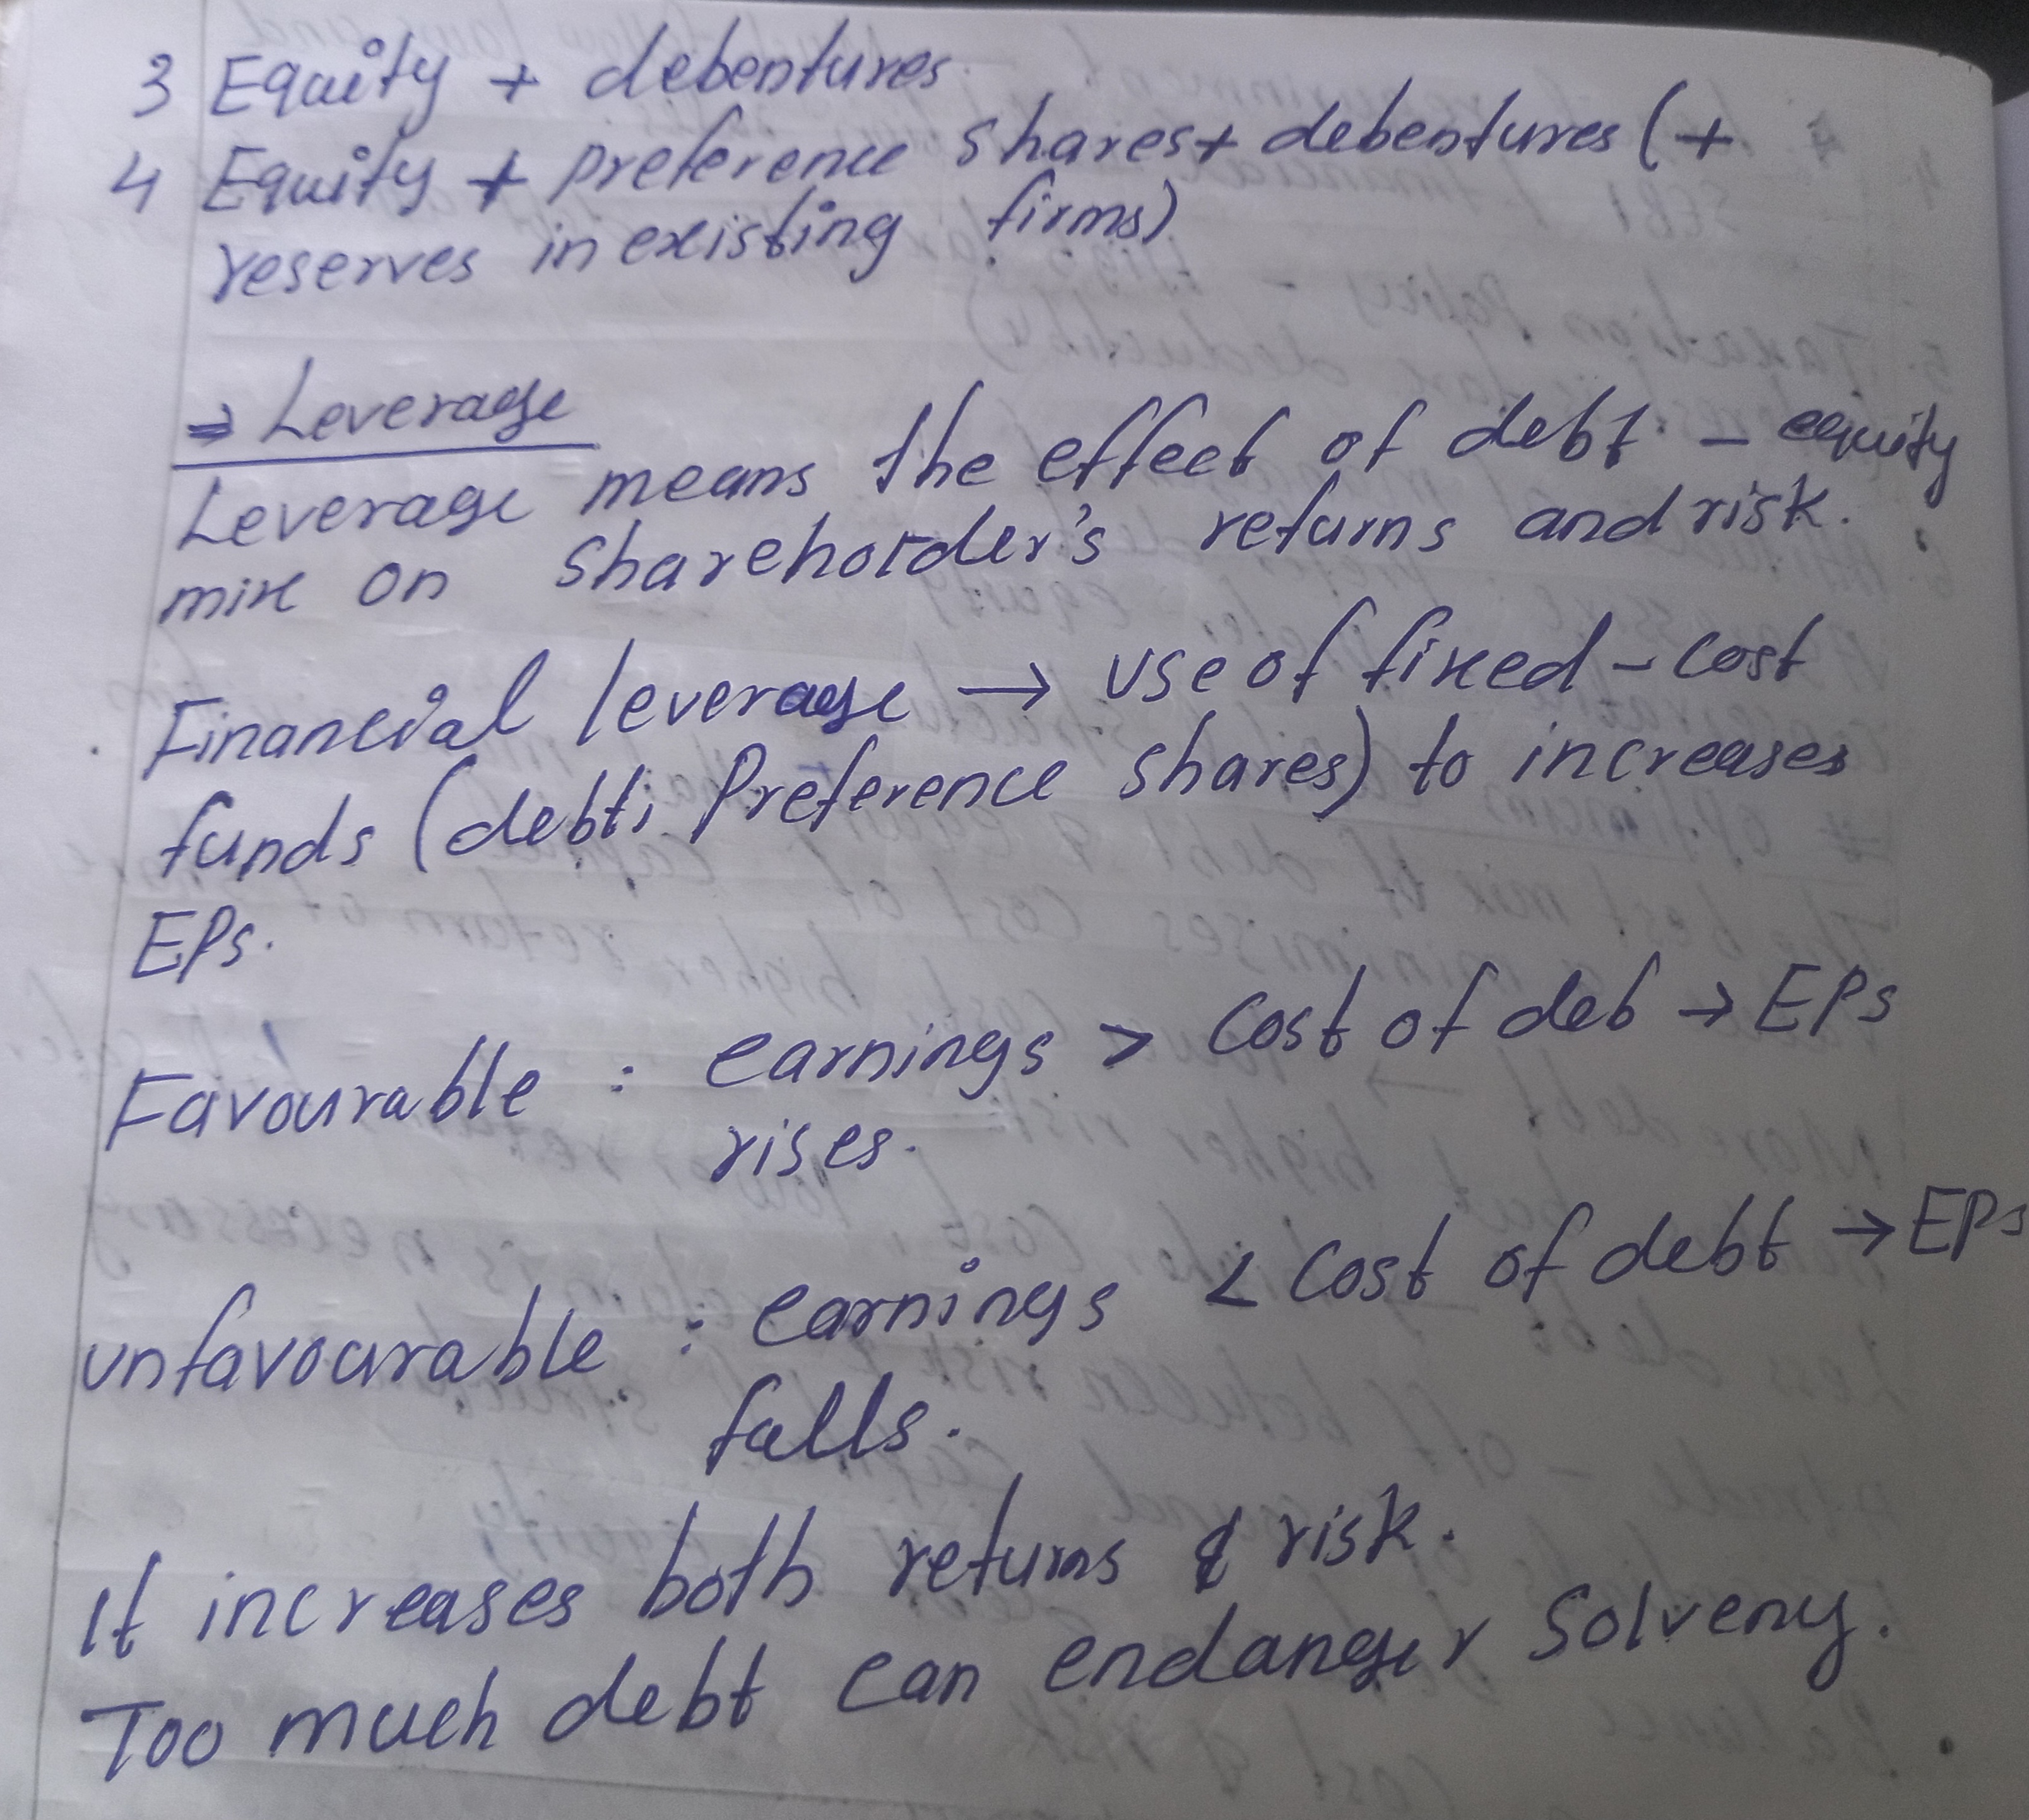 3 Equity + debentures
4 Equity + preference shares + debentures (+
reserves in existing firms)
⇒ Leverage
Leverage means the effect of debt - equity
mix on shareholder's returns and risk.
Financial leverage → use of fixed - cost
funds (debt, Preference shares) to increases
EPs.
Favourable : earnings > cost of deb → EPs
rises.
unfavourable : earnings < cost of debt → EPs
falls.
It increases both returns & risk.
Too much debt can endanger solveny.